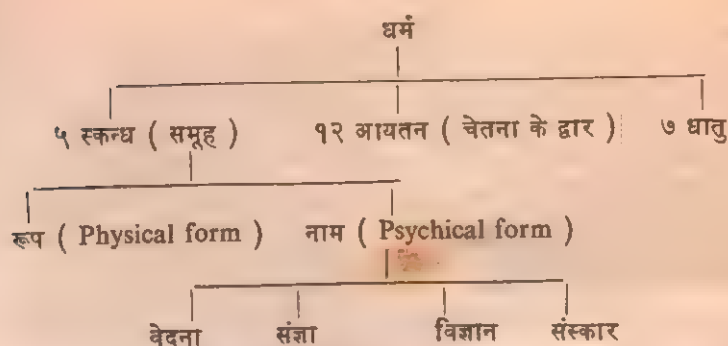 धर्म
५ स्कन्ध ( समूह ) १२ आयतन ( चेतना के द्वार ) ७ धातु
रूप ( Physical form ) नाम ( Psychical form )
वेदना संज्ञा विज्ञान संस्कार